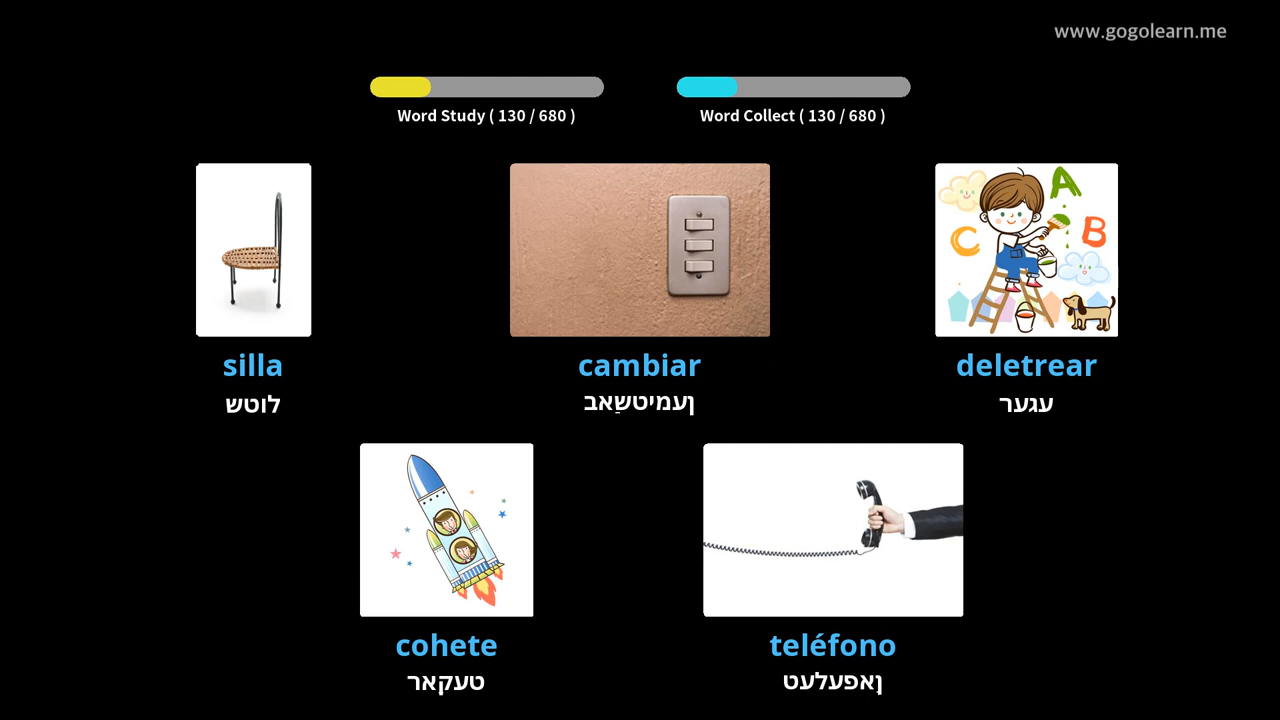 www.gogolearn.me
Word Study ( 130 / 680 )
Word Collect ( 130 / 680 )
silla
cambiar
deletrear
לוטש
ןעמיטשַאב
עגער
cohete
teléfono
טעקאר
ןאפעלעט